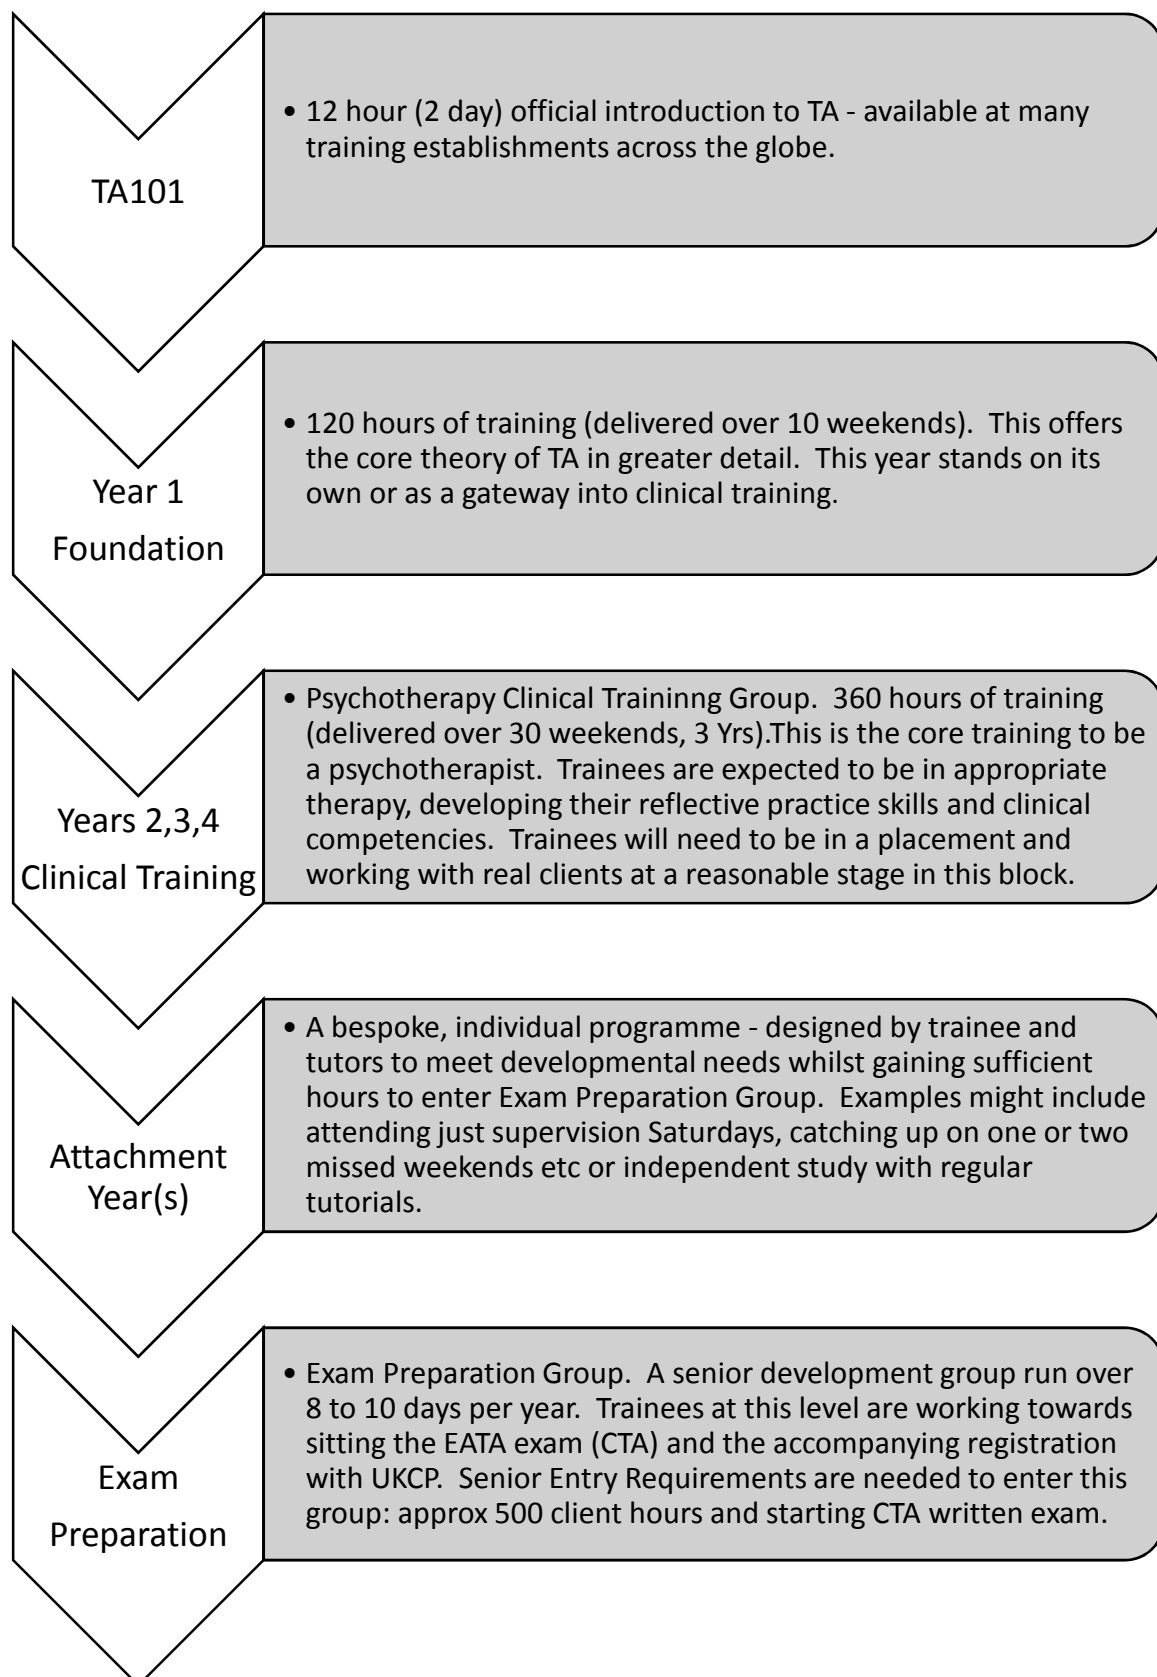 TA101
• 12 hour (2 day) official introduction to TA - available at many
training establishments across the globe.
Year 1
Foundation
• 120 hours of training (delivered over 10 weekends).  This offers
the core theory of TA in greater detail.  This year stands on its
own or as a gateway into clinical training.
Years 2,3,4
Clinical Training
• Psychotherapy Clinical Traininng Group.  360 hours of training
(delivered over 30 weekends, 3 Yrs).This is the core training to be
a psychotherapist.  Trainees are expected to be in appropriate
therapy, developing their reflective practice skills and clinical
competencies.  Trainees will need to be in a placement and
working with real clients at a reasonable stage in this block.
Attachment
Year(s)
• A bespoke, individual programme - designed by trainee and
tutors to meet developmental needs whilst gaining sufficient
hours to enter Exam Preparation Group.  Examples might include
attending just supervision Saturdays, catching up on one or two
missed weekends etc or independent study with regular
tutorials.
Exam
Preparation
• Exam Preparation Group.  A senior development group run over
8 to 10 days per year.  Trainees at this level are working towards
sitting the EATA exam (CTA) and the accompanying registration
with UKCP.  Senior Entry Requirements are needed to enter this
group: approx 500 client hours and starting CTA written exam.